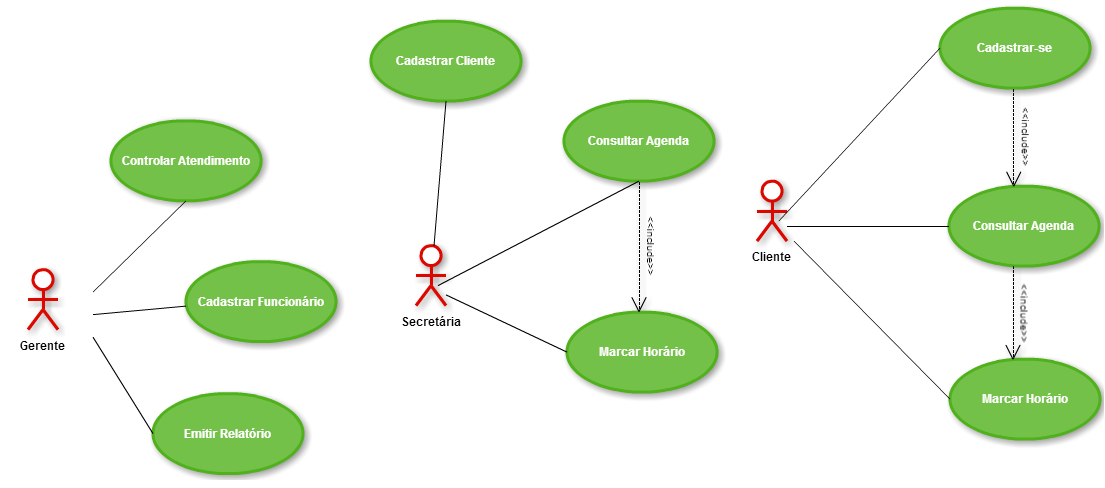 Controlar Atendimento
Cadastrar Funcionário
Gerente
Emitir Relatório
Cadastrar Cliente
Consultar Agenda
<<include>>
Secretária
Marcar Horário
Cadastrar-se
<<include>>
Consultar Agenda
Cliente
<<include>>
Marcar Horário